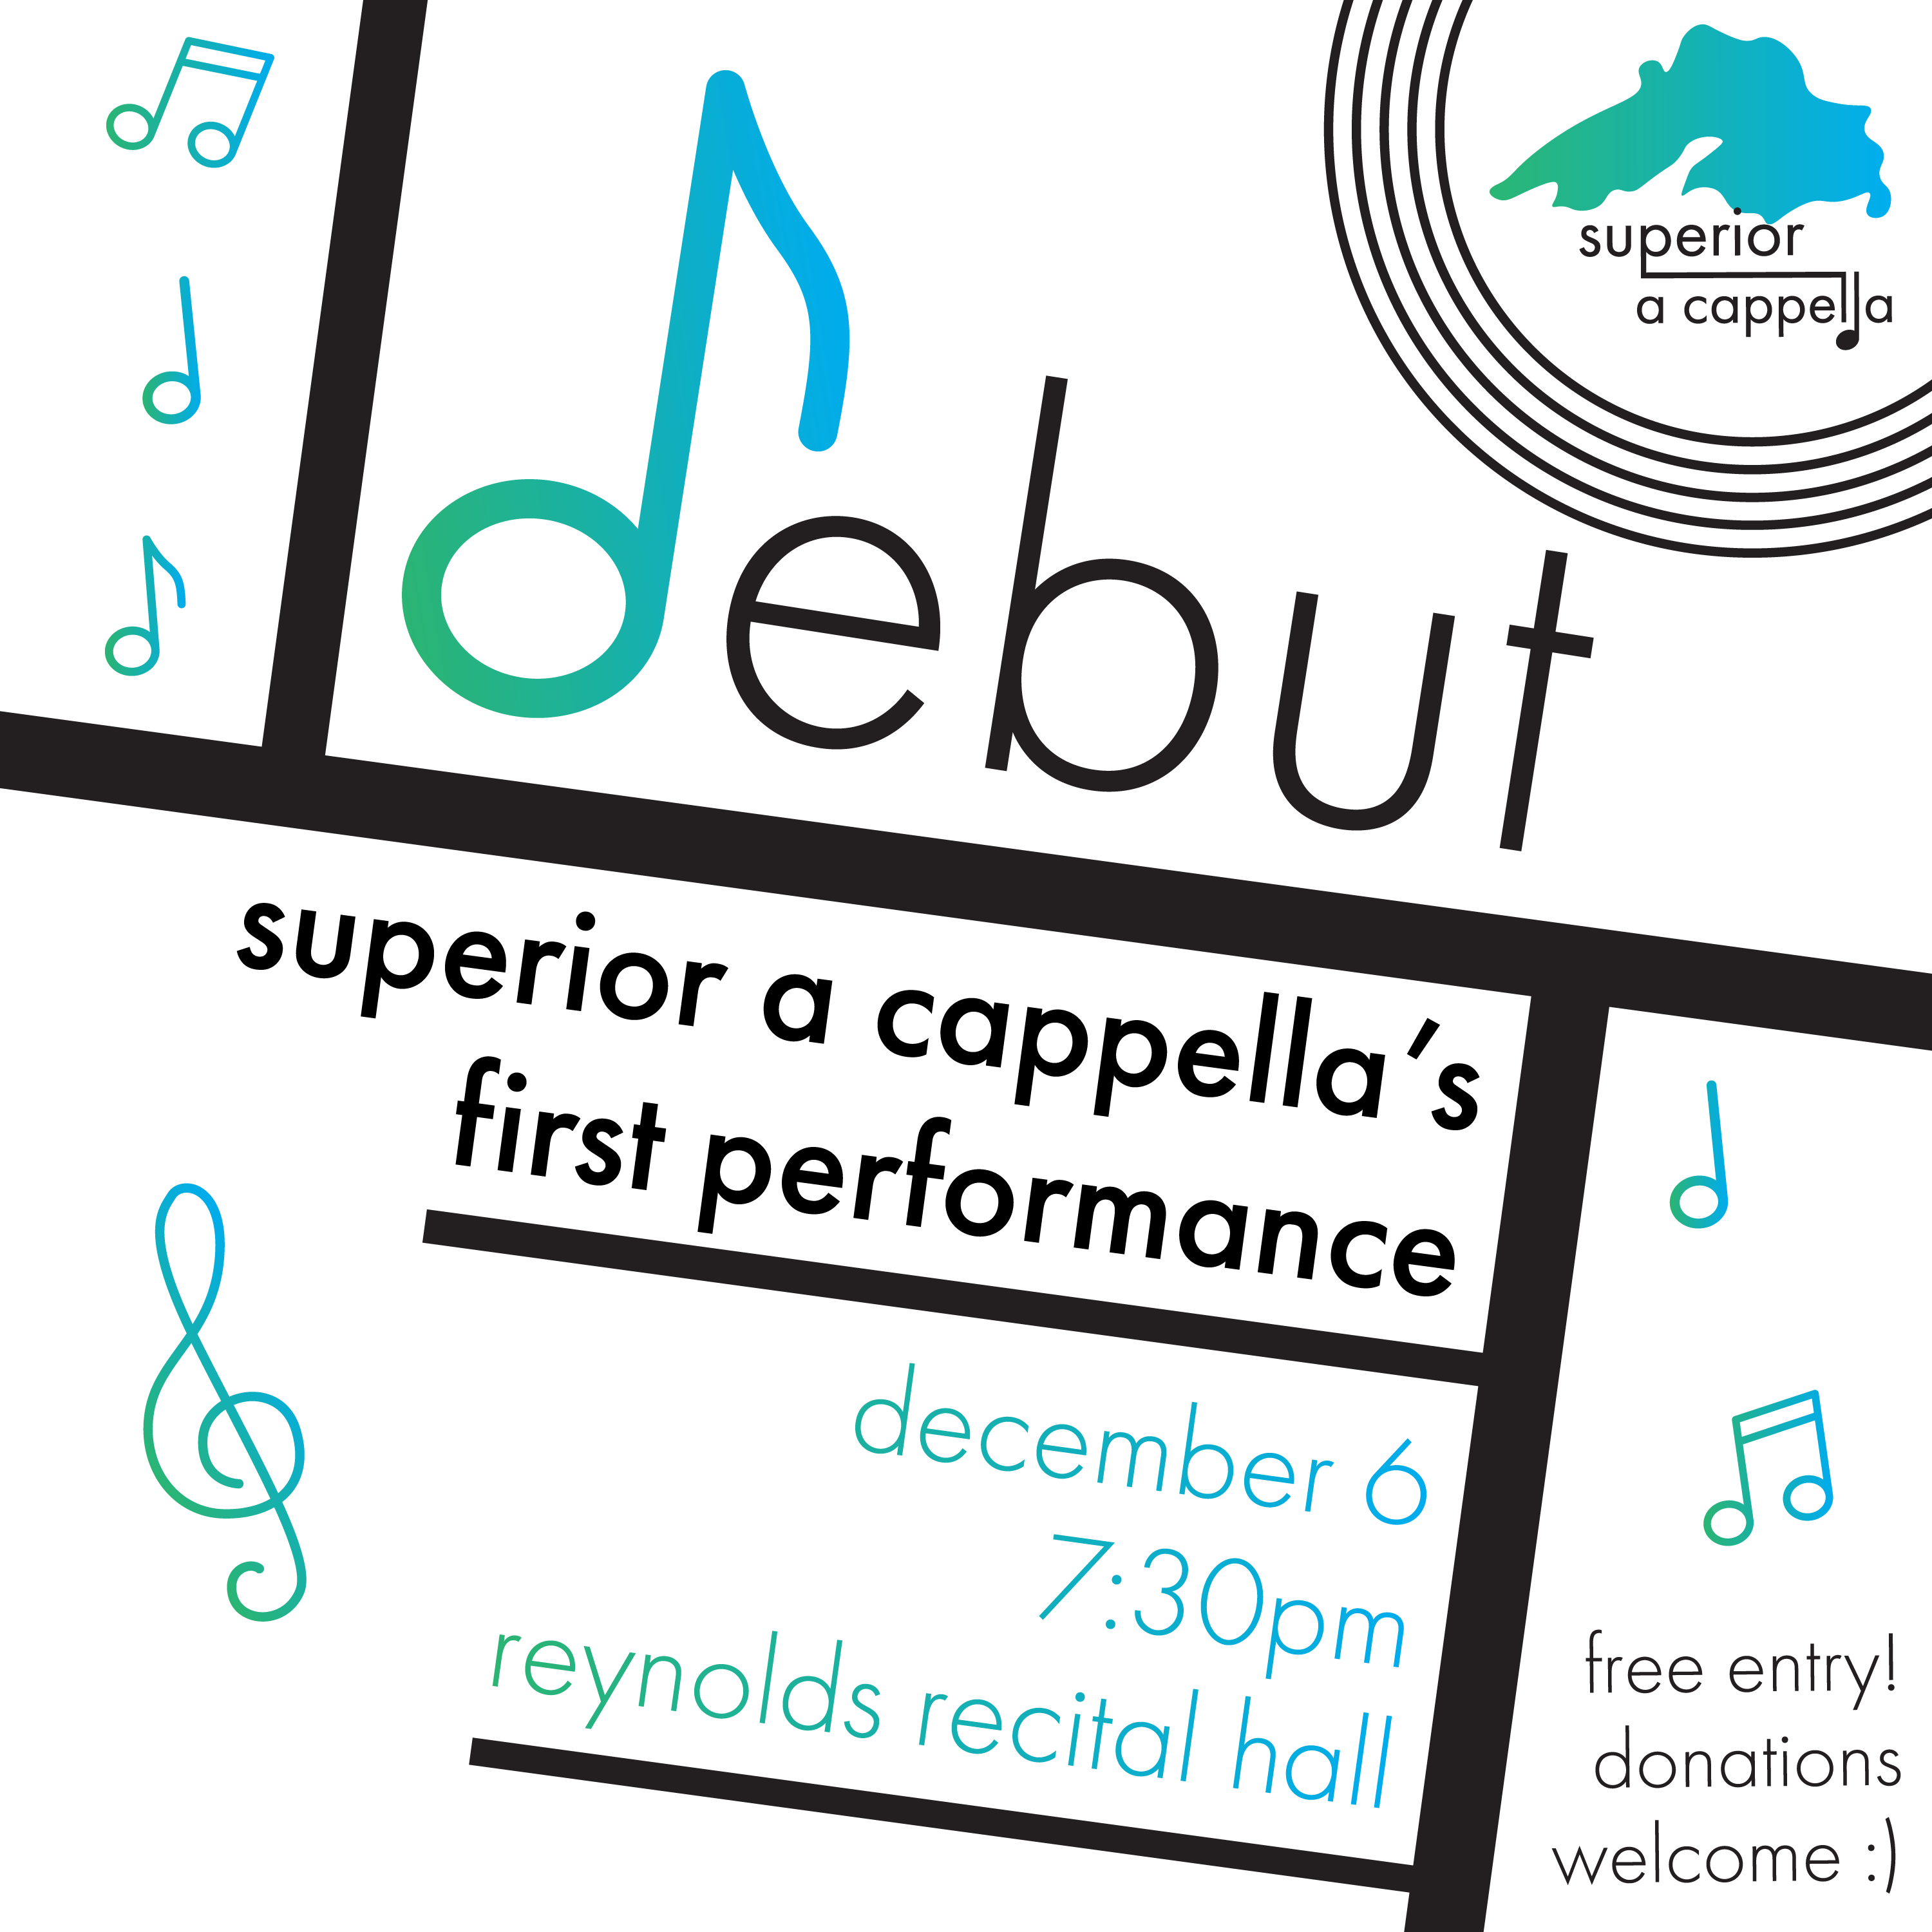 debut
superior
a cappella
superior a cappella's
first performance
december 6
7:30pm
reynolds recital hall
free entry!
donations
welcome :)